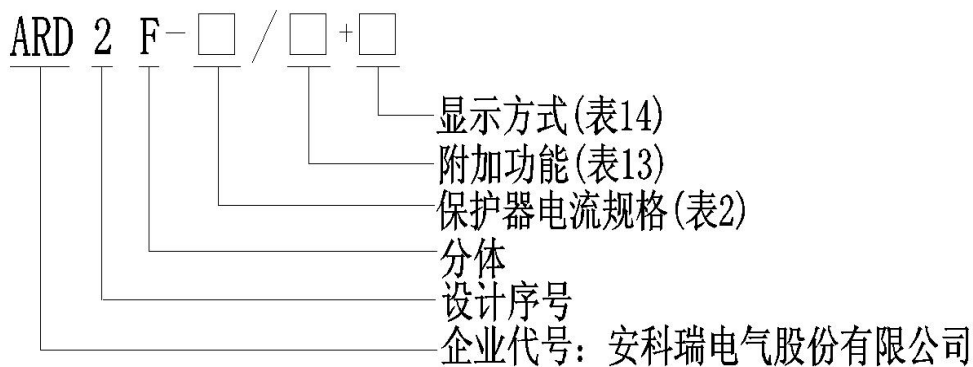 ARD 2 F-□/□+□
显示方式(表14)
附加功能(表13)
保护器电流规格(表2)
分体
设计序号
企业代号：安科瑞电气股份有限公司